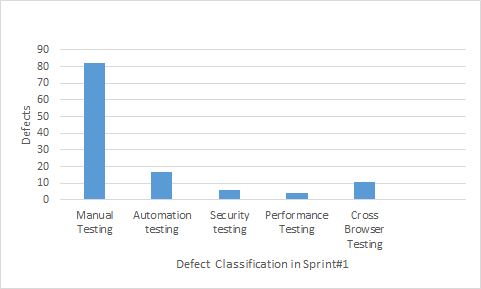 90
80
70
60
50
40
30
20
10
0
Defects
Manual
Testing
Automation
testing
Security
testing
Performance
Testing
Cross
Browser
Testing
Defect Classification in Sprint#1